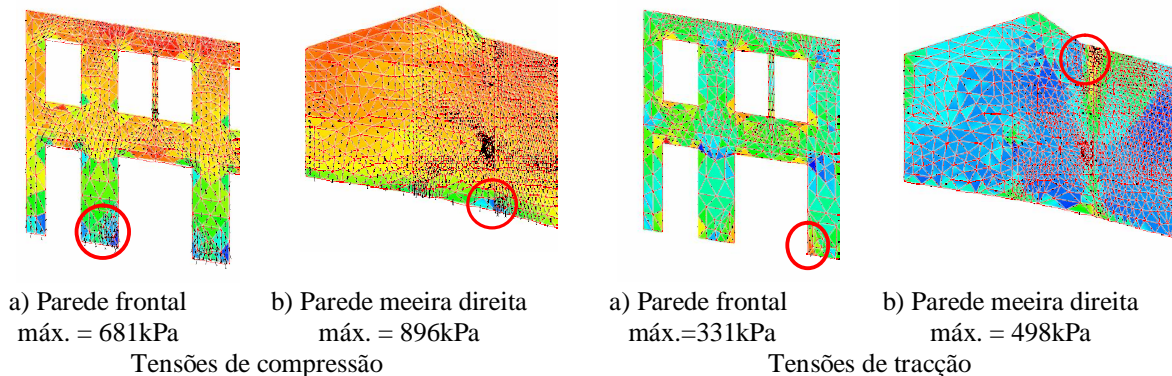 a) Parede frontal b) Parede meeira direita a) Parede frontal b) Parede meeira direita
máx. = 681kPa máx. = 896kPa máx.=331kPa máx. = 498kPa
Tensões de compressão Tensões de tracção